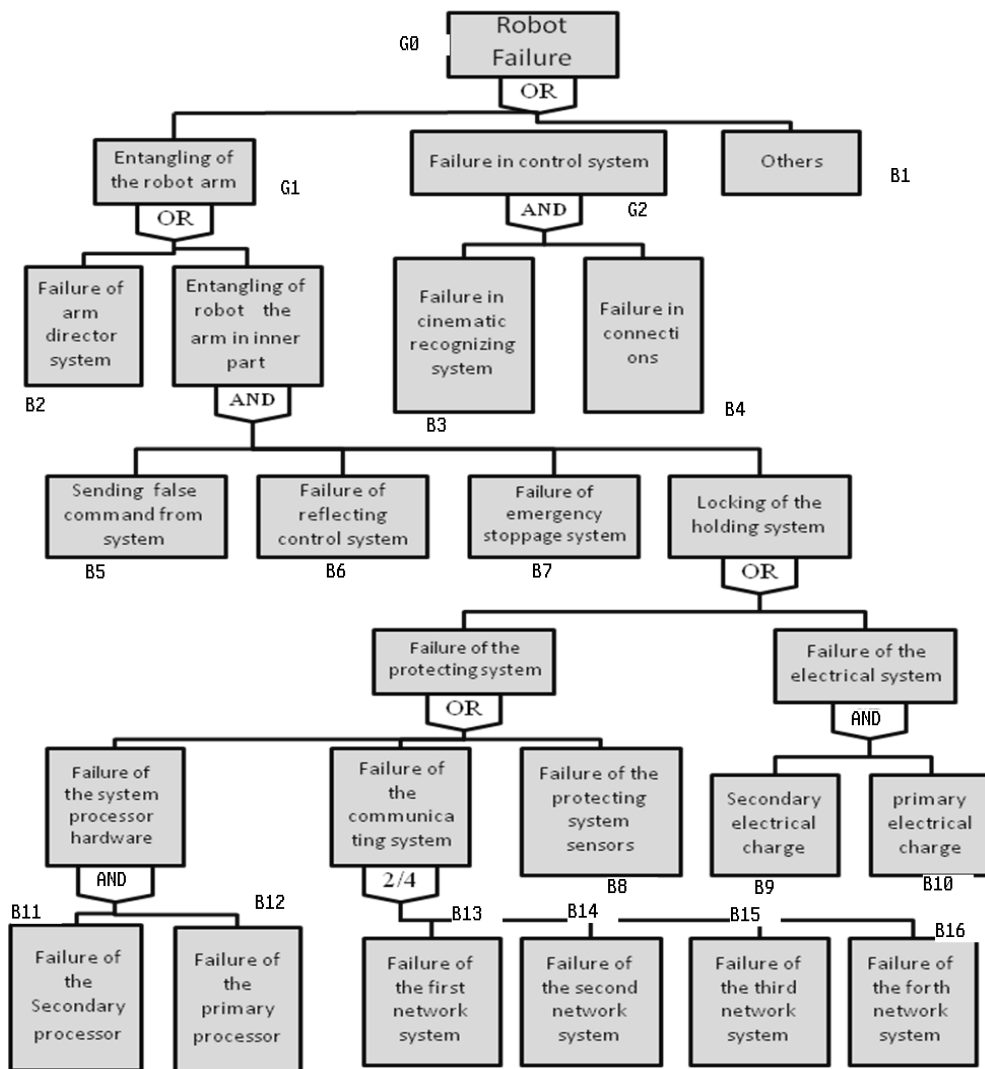 G0
Robot
Failure
OR
Entangling of
the robot arm
G1
Failure in control system
G2
Others
B1
OR
AND
Failure of
arm
director
system
B2
Entangling of
robot the
arm in inner
part
Failure in
cinematic
recognizing
system
B3
Failure in
connecti
ons
B4
AND
Sending false
command from
system
B5
Failure of
reflecting
control system
B6
Failure of
emergency
stoppage system
B7
Locking of the
holding system
OR
Failure of the
protecting system
Failure of the
electrical system
OR
AND
Failure of
the system
processor
hardware
Failure of
the
communica
ting system
Failure of the
protecting
system
sensors
B8
Secondary
electrical
charge
B9
primary
electrical
charge
B10
AND
2/4
B11
B12
B13
B14
B15
B16
Failure of
the
Secondary
processor
Failure of
the
primary
processor
Failure of
the first
network
system
Failure of
the second
network
system
Failure of
the third
network
system
Failure of
the forth
network
system